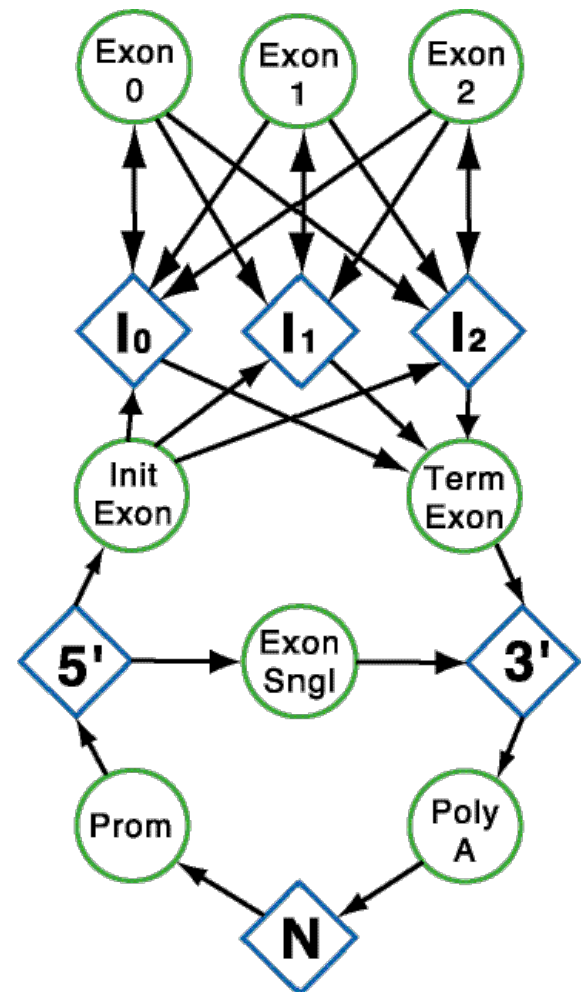 Exon
0
Exon
1
Exon
2
I0
I1
I2
Init
Exon
Term
Exon
5'
Exon
Sngl
3'
Prom
Poly
A
N